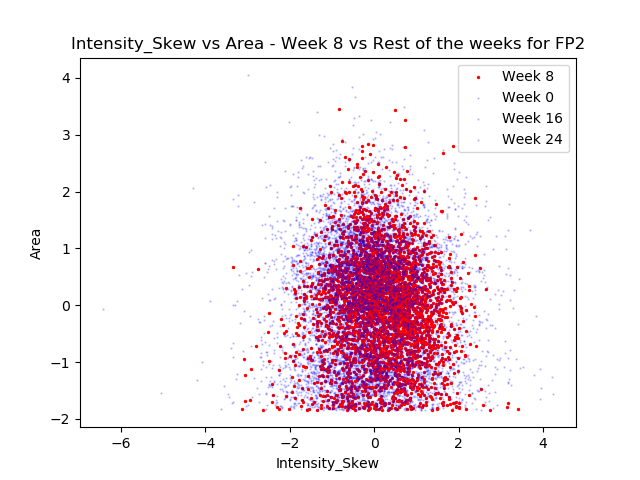 Intensity_Skew vs Area - Week 8 vs Rest of the weeks for FP2
Week 8
Week 0
Week 16
Week 24
4
3
2
1
0
−1
−2
Area
−6
−4
−2
0
2
4
Intensity_Skew